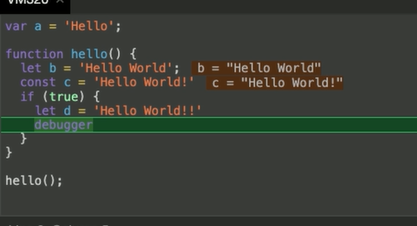 var a = 'Hello';
function hello() {
let b = 'Hello World'; b = "Hello World"
const c = 'Hello World!' c = "Hello World!"
if (true) {
let d = 'Hello World!!'
debugger
}
}
hello();